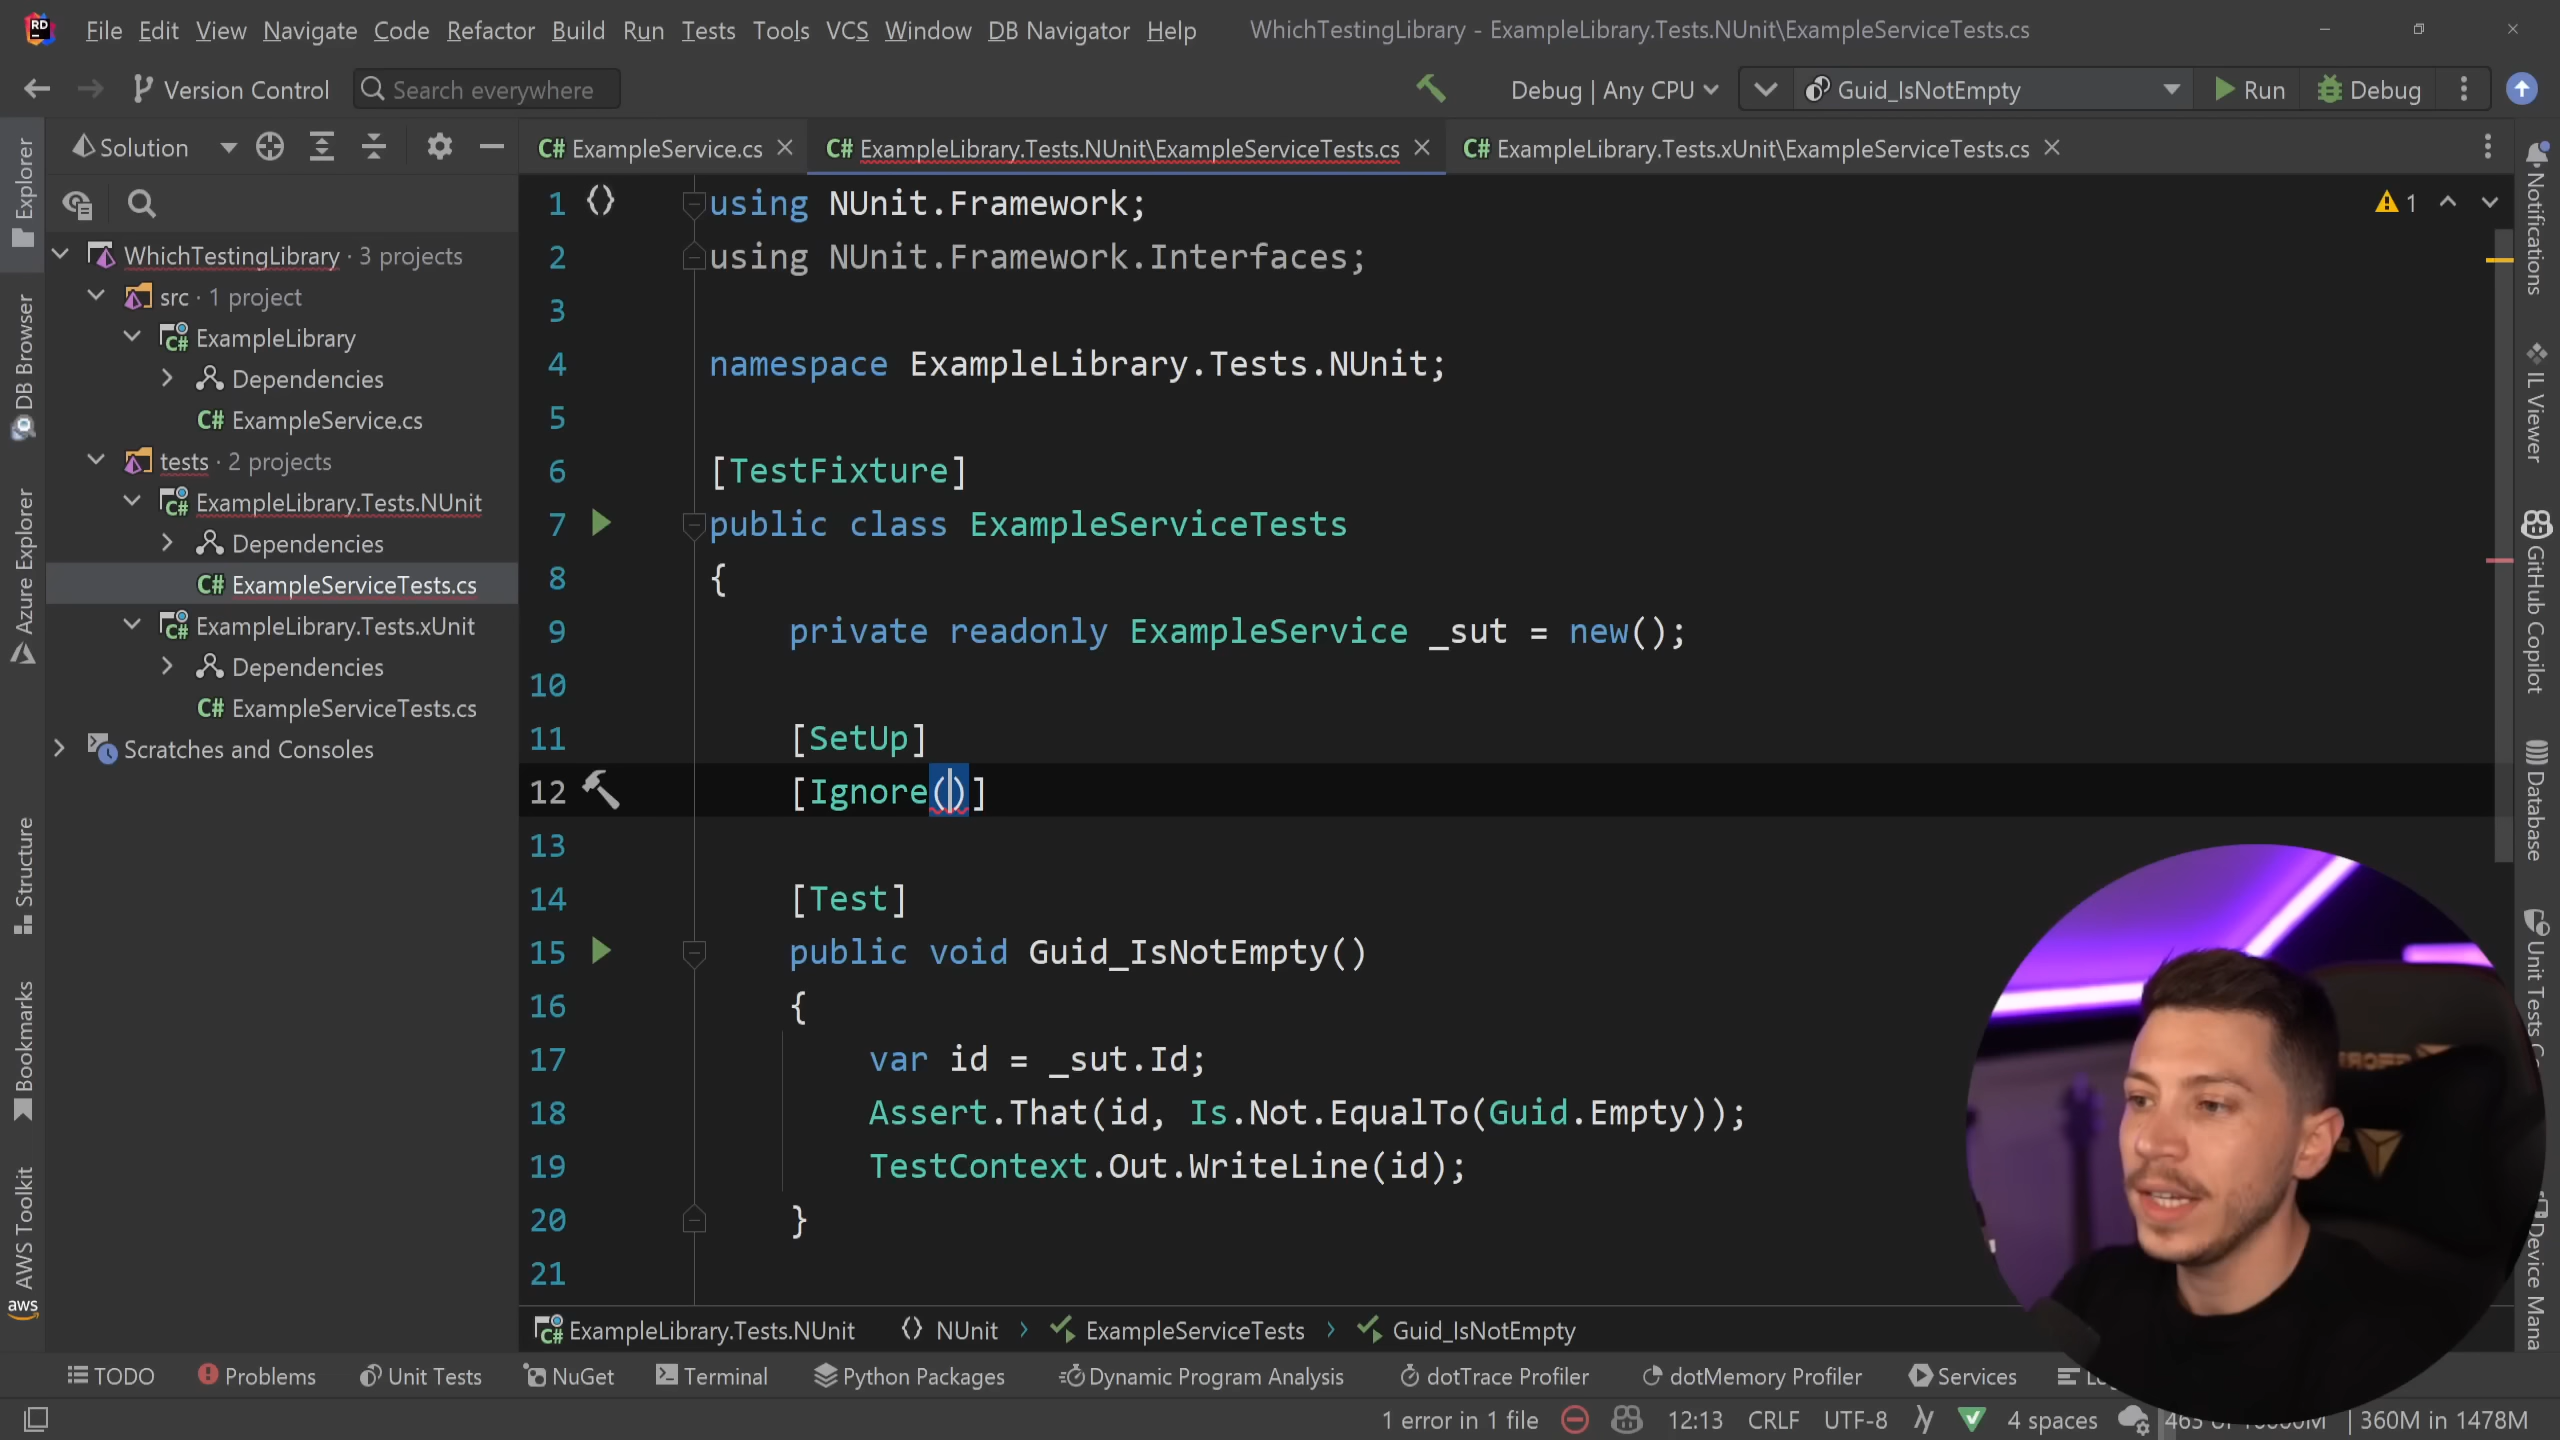 RD File Edit View Navigate Code Refactor Build Run Tests Tools VCS Window DB Navigator Help WhichTestingLibrary - ExampleLibrary.Tests.NUnit\ExampleServiceTests.cs
Version Control Search everywhere Debug | Any CPU Guid_IsNotEmpty Run Debug
Solution
C# ExampleService.cs C# ExampleLibrary.Tests.NUnit\ExampleServiceTests.cs C# ExampleLibrary.Tests.xUnit\ExampleServiceTests.cs
Explorer
DB Browser
Azure Explorer
Structure
Bookmarks
AWS Toolkit
aws
WhichTestingLibrary · 3 projects
src · 1 project
C# ExampleLibrary
Dependencies
C# ExampleService.cs
tests · 2 projects
C# ExampleLibrary.Tests.NUnit
Dependencies
C# ExampleServiceTests.cs
C# ExampleLibrary.Tests.xUnit
Dependencies
C# ExampleServiceTests.cs
Scratches and Consoles
1 using NUnit.Framework;
2 using NUnit.Framework.Interfaces;
3
4 namespace ExampleLibrary.Tests.NUnit;
5
6 [TestFixture]
7 public class ExampleServiceTests
8 {
9 private readonly ExampleService _sut = new();
10
11 [SetUp]
12 [Ignore()]
13
14 [Test]
15 public void Guid_IsNotEmpty()
16 {
17 var id = _sut.Id;
18 Assert.That(id, Is.Not.EqualTo(Guid.Empty));
19 TestContext.Out.WriteLine(id);
20 }
21
1
Notifications
IL Viewer
GitHub Copilot
Database
Unit Tests
Device Mana
C# ExampleLibrary.Tests.NUnit NUnit ExampleServiceTests Guid_IsNotEmpty
TODO Problems Unit Tests NuGet Terminal Python Packages Dynamic Program Analysis dotTrace Profiler dotMemory Profiler Services
1 error in 1 file 12:13 CRLF UTF-8 4 spaces 360M in 1478M